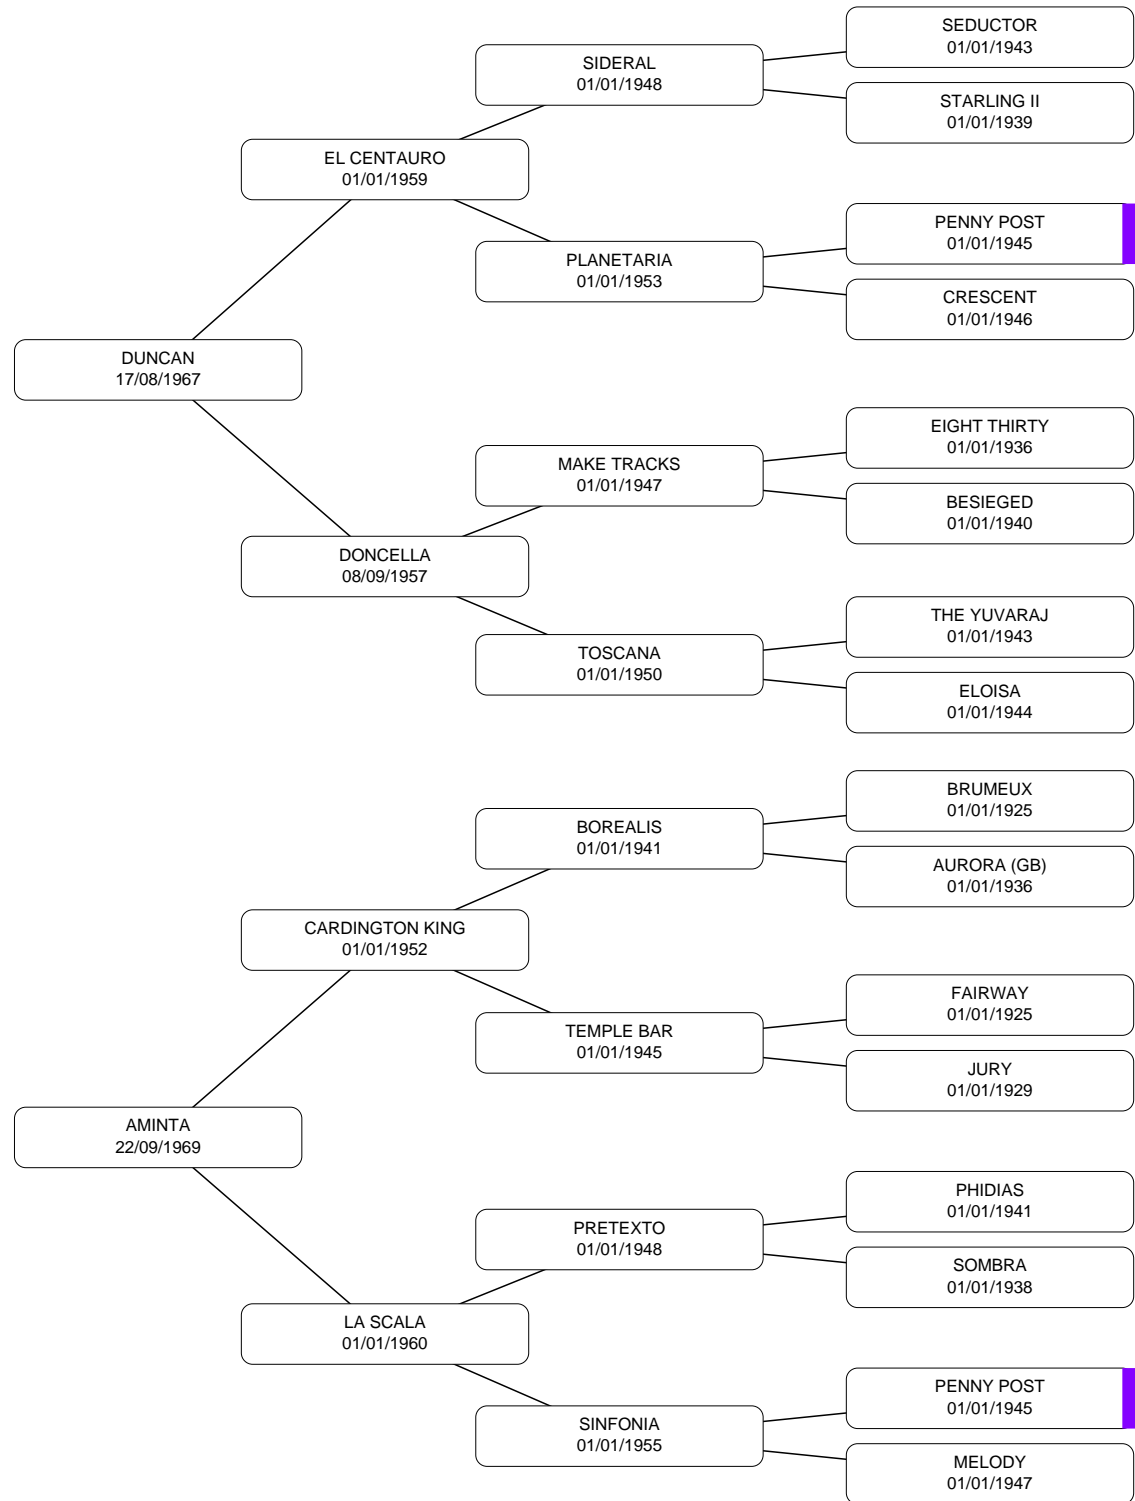 SEDUCTOR
01/01/1943
SIDERAL
01/01/1948
STARLING II
01/01/1939
EL CENTAURO
01/01/1959
PENNY POST
01/01/1945
PLANETARIA
01/01/1953
CRESCENT
01/01/1946
DUNCAN
17/08/1967
EIGHT THIRTY
01/01/1936
MAKE TRACKS
01/01/1947
BESIEGED
01/01/1940
DONCELLA
08/09/1957
THE YUVARAJ
01/01/1943
TOSCANA
01/01/1950
ELOISA
01/01/1944
BRUMEUX
01/01/1925
BOREALIS
01/01/1941
AURORA (GB)
01/01/1936
CARDINGTON KING
01/01/1952
FAIRWAY
01/01/1925
TEMPLE BAR
01/01/1945
JURY
01/01/1929
AMINTA
22/09/1969
PHIDIAS
01/01/1941
PRETEXTO
01/01/1948
SOMBRA
01/01/1938
LA SCALA
01/01/1960
PENNY POST
01/01/1945
SINFONIA
01/01/1955
MELODY
01/01/1947